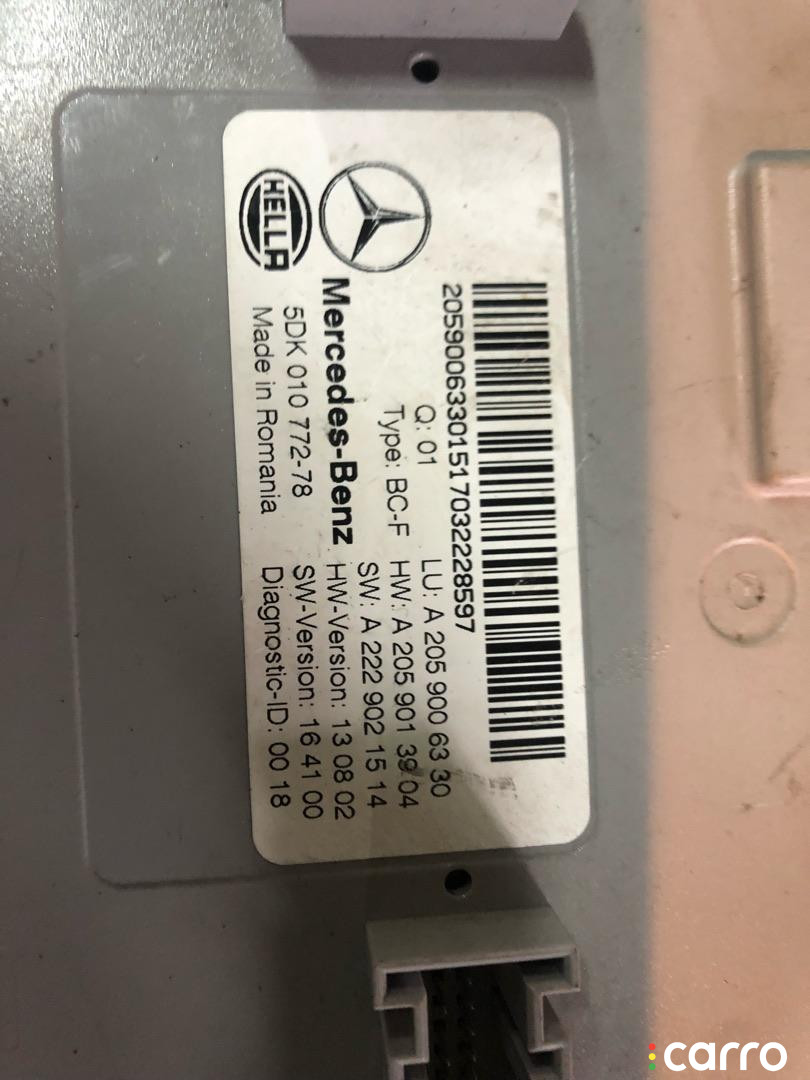 20590063301517032228597
Q: 01 LU: A 205 900 63 30
Type: BC-F HW: A 205 901 39 04
SW: A 222 902 15 14
Mercedes-Benz HW-Version: 13 08 02
5DK 010 772-78 SW-Version: 16 41 00
Made in Romania Diagnostic-ID: 00 18
HELLA
carro